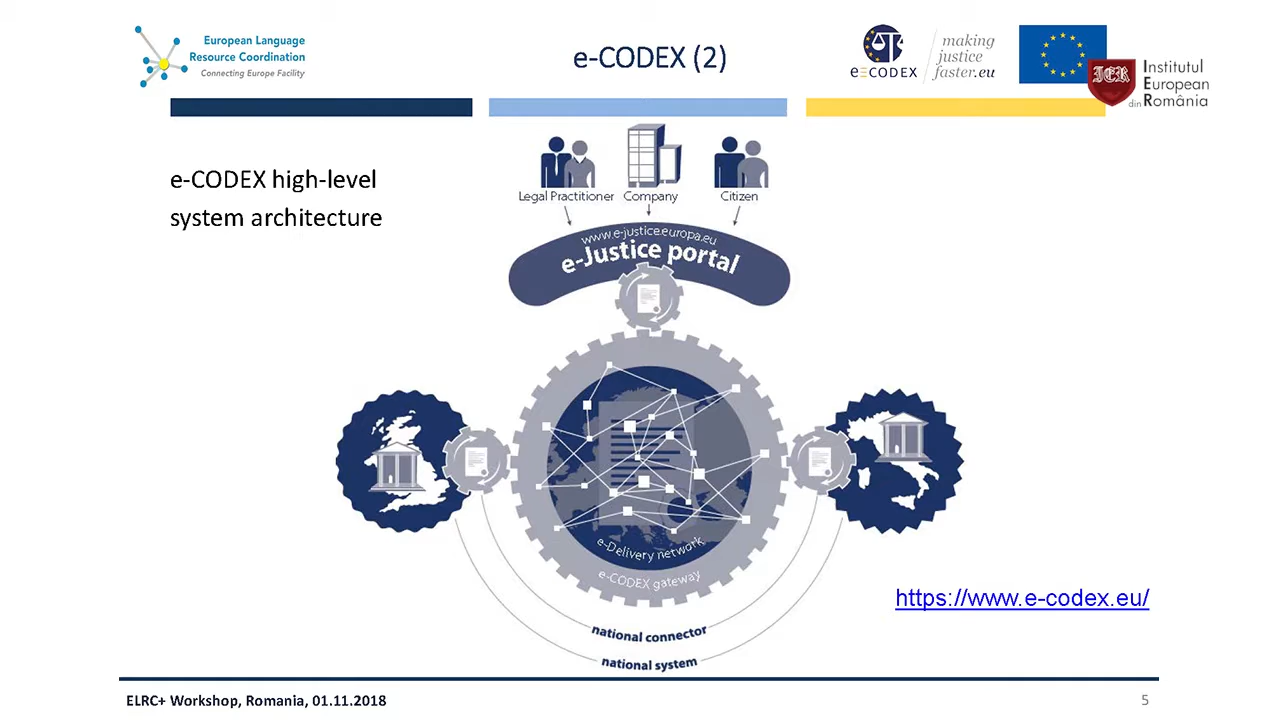 European Language
Resource Coordination
Connecting Europe Facility
e-CODEX (2)
e-CODEX
making
justice
faster.eu
IER
Institutul
European
din România
e-CODEX high-level
system architecture
Legal Practitioner
Company
Citizen
www.e-justice.europa.eu
e-Justice portal
e-Delivery network
e-CODEX gateway
national connector
national system
https://www.e-codex.eu/
ELRC+ Workshop, Romania, 01.11.2018
5